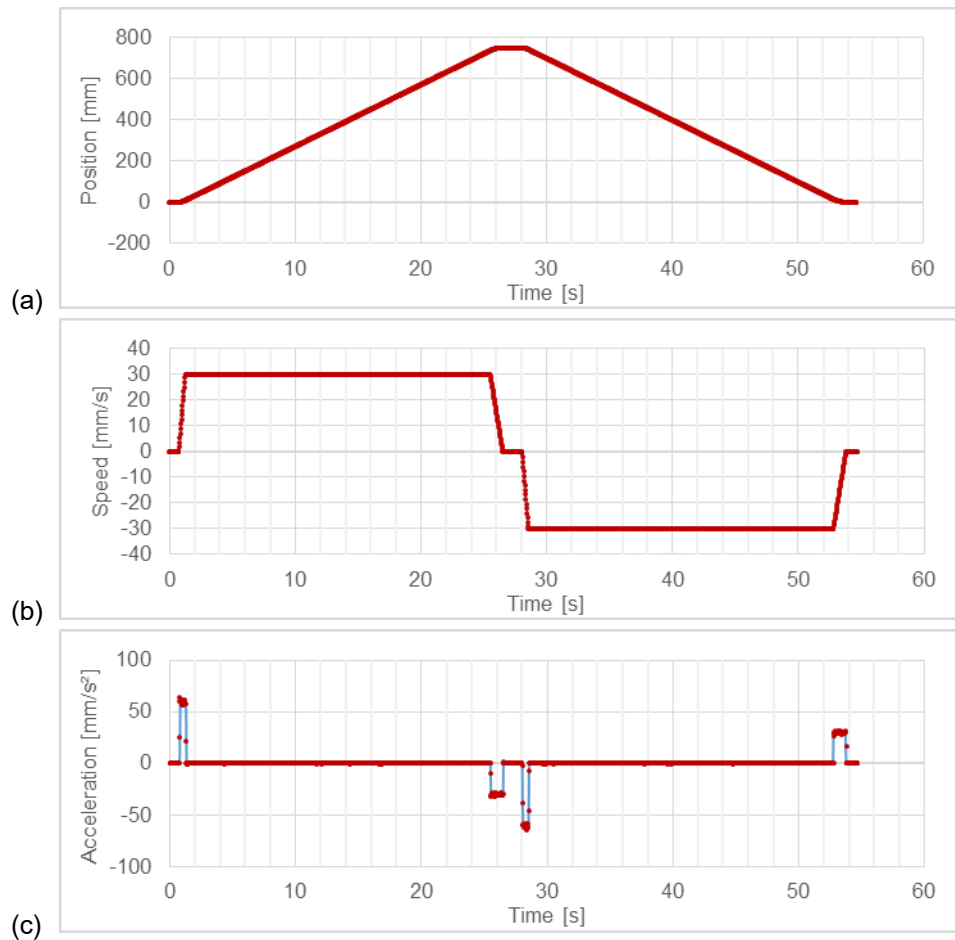 800
600
400
200
0
-200
Position [mm]
0 10 20 30 40 50 60
Time [s]
(a)
40
30
20
10
0
-10
-20
-30
-40
Speed [mm/s]
0 10 20 30 40 50 60
Time [s]
(b)
100
50
0
-50
-100
Acceleration [mm/s²]
0 10 20 30 40 50 60
Time [s]
(c)